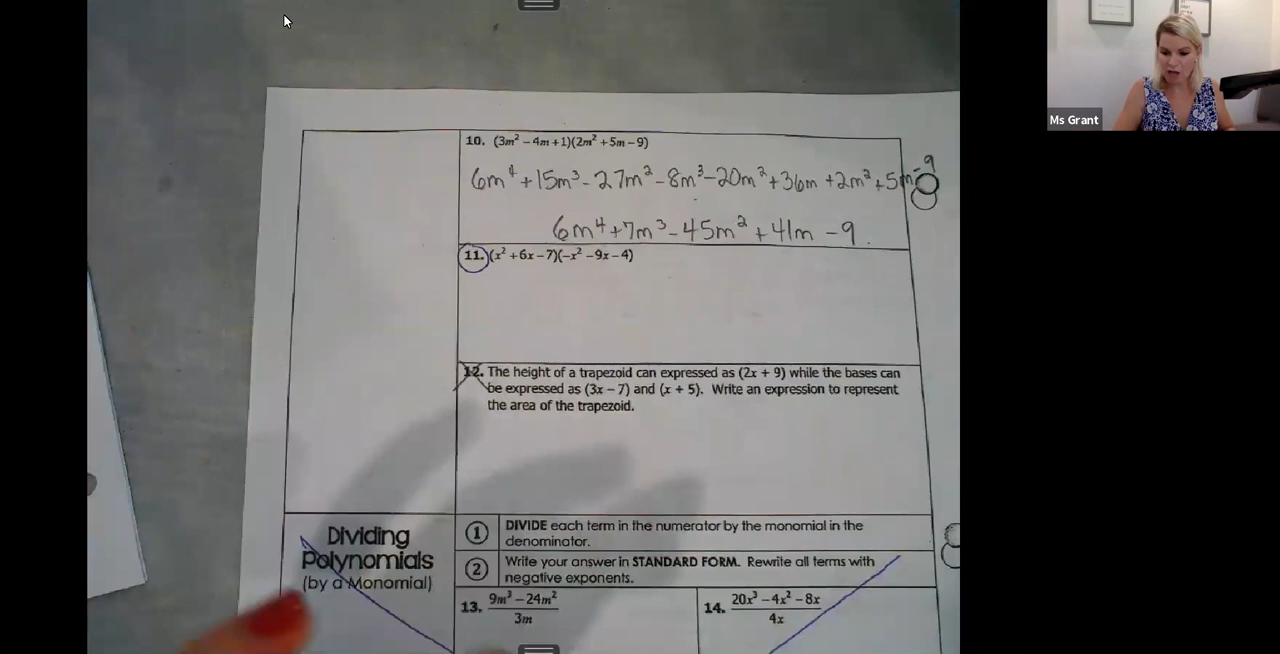 Ms Grant
10. (3m² – 4m + 1)(2m² + 5m – 9)
6m⁴ + 15m³ - 27m² - 8m³ - 20m² + 36m + 2m² + 5m - 9
6m⁴ + 7m³ - 45m² + 41m - 9
11. (x² + 6x – 7)(–x² – 9x – 4)
12. The height of a trapezoid can expressed as (2x + 9) while the bases can
be expressed as (3x – 7) and (x + 5). Write an expression to represent
the area of the trapezoid.
Dividing
Polynomials
(by a Monomial)
1 DIVIDE each term in the numerator by the monomial in the
denominator.
2 Write your answer in STANDARD FORM. Rewrite all terms with
negative exponents.
13. 9m³ – 24m²
3m
14. 20x³ – 4x² – 8x
4x